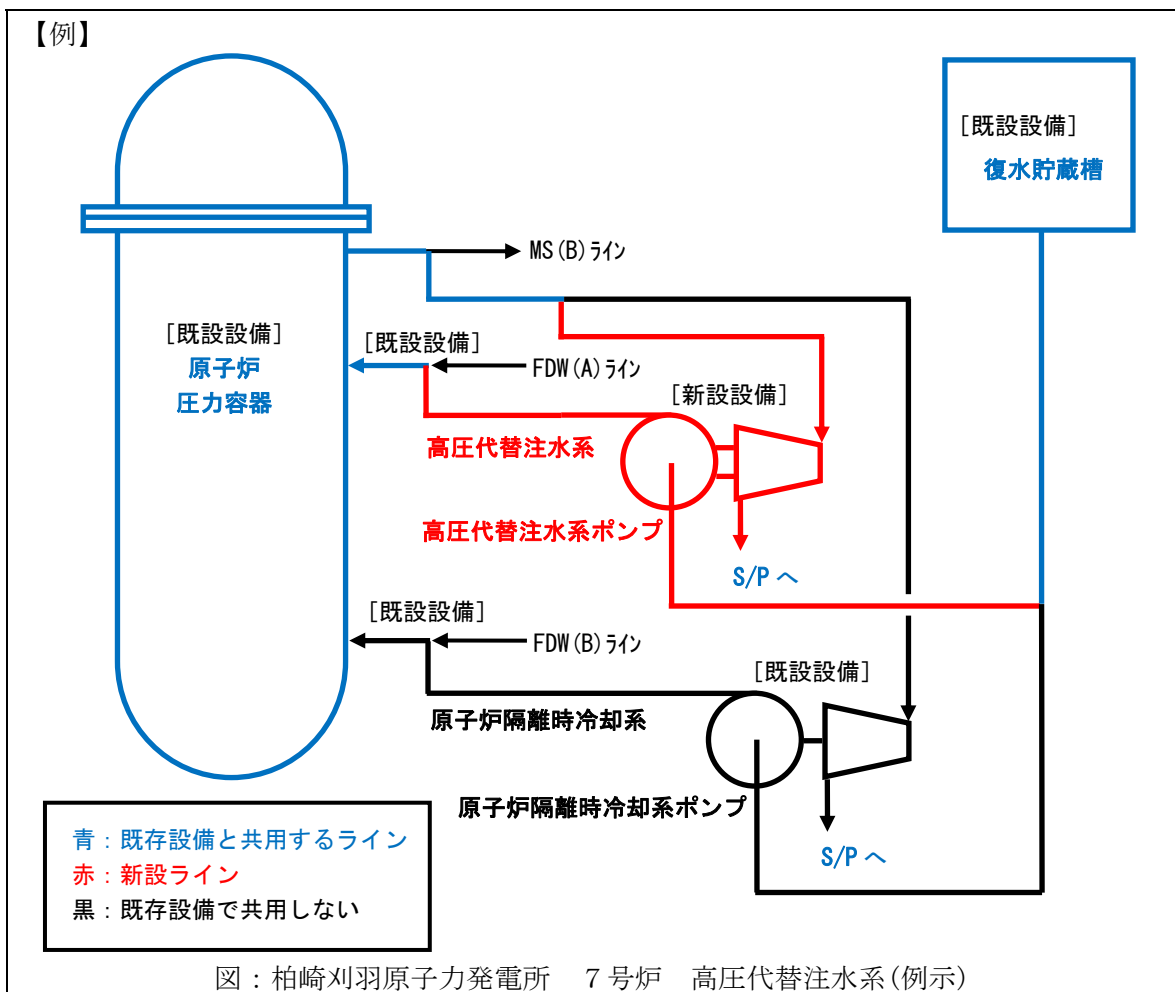 【例】
[既設設備]
復水貯蔵槽
MS(B)ライン
[既設設備]
原子炉
圧力容器
[既設設備]
FDW(A)ライン
[新設設備]
高圧代替注水系
高圧代替注水系ポンプ
S/P へ
[既設設備]
FDW(B)ライン
[既設設備]
原子炉隔離時冷却系
原子炉隔離時冷却系ポンプ
S/P へ
青：既存設備と共用するライン
赤：新設ライン
黒：既存設備で共用しない
図：柏崎刈羽原子力発電所　７号炉　高圧代替注水系(例示)